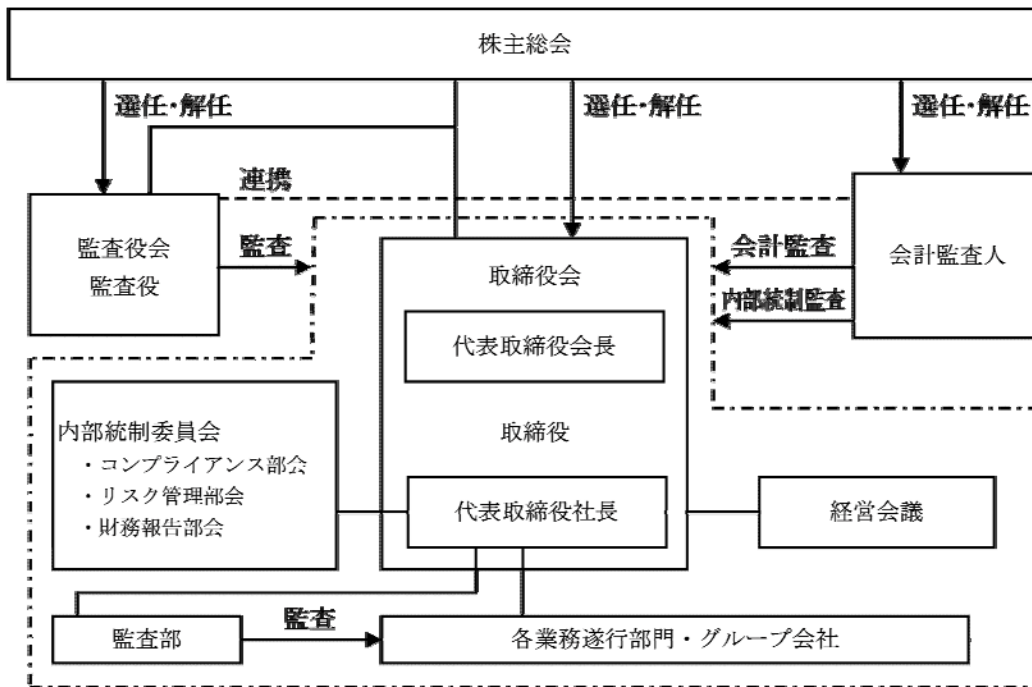 株主総会
選任・解任
選任・解任
選任・解任
連携
監査役会
監査役
監査
取締役会
会計監査
内部統制監査
会計監査人
代表取締役会長
取締役
代表取締役社長
内部統制委員会
・コンプライアンス部会
・リスク管理部会
・財務報告部会
経営会議
監査部
監査
各業務遂行部門・グループ会社